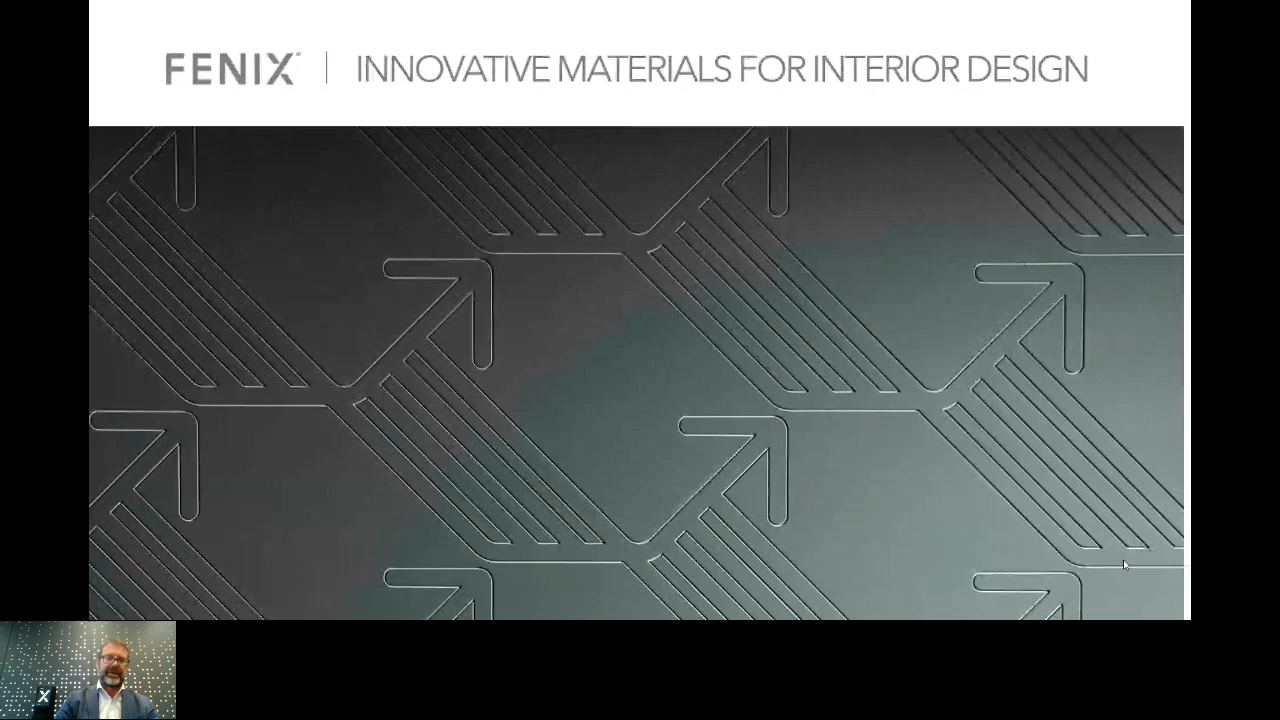 FENIX® | INNOVATIVE MATERIALS FOR INTERIOR DESIGN
X